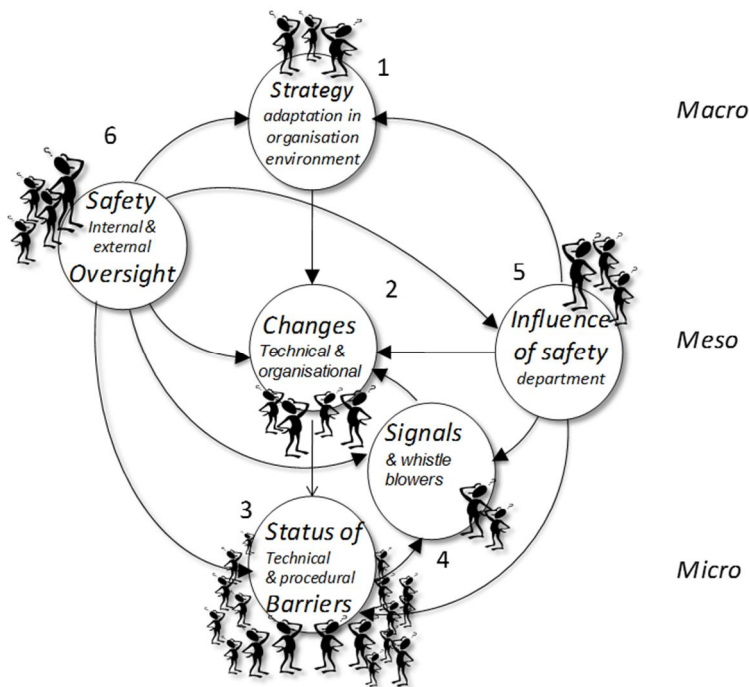 1
Strategy
adaptation in
organisation
environment
Macro
6
Safety
Internal &
external
Oversight
2
Changes
Technical &
organisational
5
Influence
of safety
department
Meso
Signals
& whistle
blowers
4
3
Status of
Technical
& procedural
Barriers
Micro